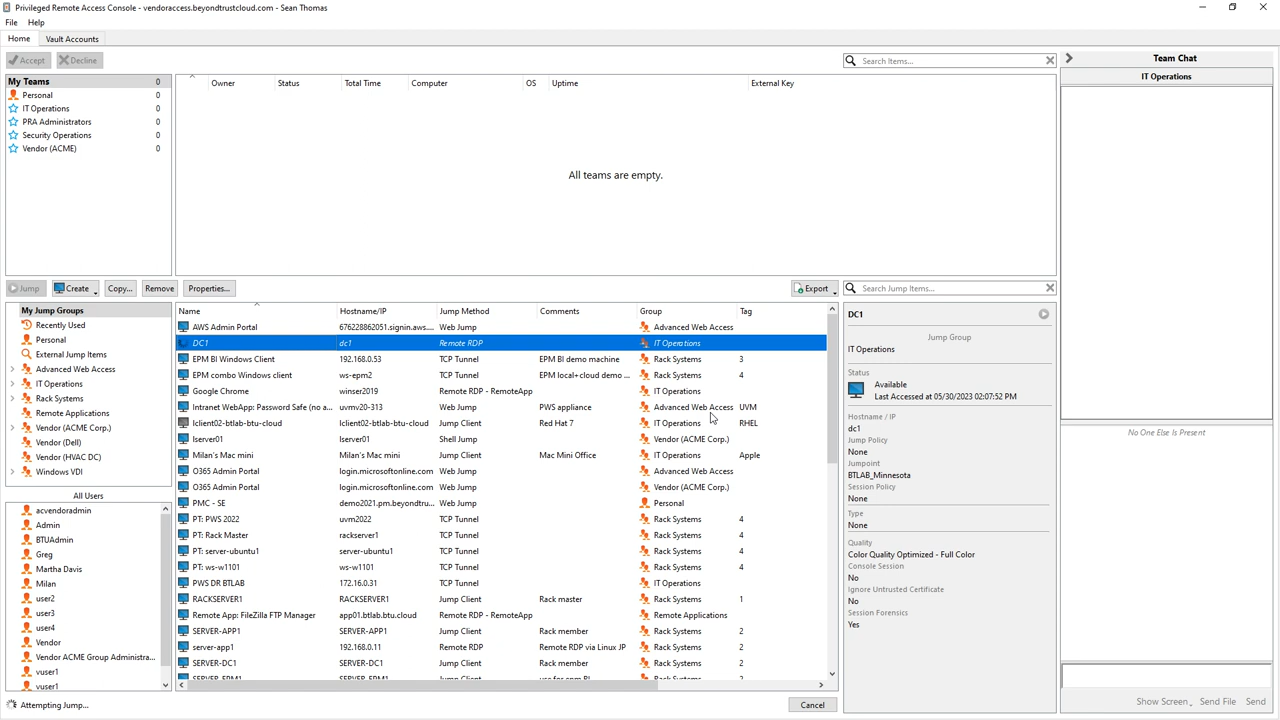 Privileged Remote Access Console - vendoraccess.beyondtrustcloud.com - Sean Thomas
File Help
Home Vault Accounts
Accept Decline
Search Items...
My Teams 0
Personal 0
IT Operations 0
PRA Administrators 0
Security Operations 0
Vendor (ACME) 0
Owner Status Total Time Computer OS Uptime External Key
All teams are empty.
Team Chat
IT Operations
No One Else Is Present
Jump Create Copy... Remove Properties... Export Search Jump Items...
My Jump Groups
Recently Used
Personal
External Jump Items
Advanced Web Access
IT Operations
Rack Systems
Remote Applications
Vendor (ACME Corp.)
Vendor (Dell)
Vendor (HVAC DC)
Windows VDI
All Users
acvendoradmin
Admin
BTUAdmin
Greg
Martha Davis
Milan
user2
user3
user4
Vendor
Vendor ACME Group Administra...
vuser1
vuser1
Name Hostname/IP Jump Method Comments Group Tag
AWS Admin Portal 676228862051.signin.aws.... Web Jump Advanced Web Access
DC1 dc1 Remote RDP IT Operations
EPM BI Windows Client 192.168.0.53 TCP Tunnel EPM BI demo machine Rack Systems 3
EPM combo Windows client ws-epm2 TCP Tunnel EPM local+cloud demo ... Rack Systems 4
Google Chrome winser2019 Remote RDP - RemoteApp IT Operations
Intranet WebApp: Password Safe (no a... uvmv20-313 Web Jump PWS appliance Advanced Web Access UVM
lclient02-btlab-btu-cloud lclient02-btlab-btu-cloud Jump Client Red Hat 7 IT Operations RHEL
lserver01 lserver01 Shell Jump Vendor (ACME Corp.)
Milan's Mac mini Milan's Mac mini Jump Client Mac Mini Office IT Operations Apple
O365 Admin Portal login.microsoftonline.com Web Jump Advanced Web Access
O365 Admin Portal login.microsoftonline.com Web Jump Vendor (ACME Corp.)
PMC - SE demo2021.pm.beyondtru... Web Jump Personal
PT: PWS 2022 uvm2022 TCP Tunnel Rack Systems 4
PT: Rack Master rackserver1 TCP Tunnel Rack Systems 4
PT: server-ubuntu1 server-ubuntu1 TCP Tunnel Rack Systems 4
PT: ws-w1101 ws-w1101 TCP Tunnel Rack Systems 4
PWS DR BTLAB 172.16.0.31 TCP Tunnel IT Operations
RACKSERVER1 RACKSERVER1 Jump Client Rack master Rack Systems 1
Remote App: FileZilla FTP Manager app01.btlab.btu.cloud Remote RDP - RemoteApp Remote Applications
SERVER-APP1 SERVER-APP1 Jump Client Rack member Rack Systems 2
server-app1 192.168.0.11 Remote RDP Remote RDP via Linux JP Rack Systems 2
SERVER-DC1 SERVER-DC1 Jump Client Rack member Rack Systems 2
SERVER-EPM1 SERVER-EPM1 Jump Client use for epm BI Rack Systems 2
DC1
Jump Group
IT Operations
Status
Available
Last Accessed at 05/30/2023 02:07:52 PM
Hostname / IP
dc1
Jump Policy
None
Jumpoint
BTLAB_Minnesota
Session Policy
None
Type
None
Quality
Color Quality Optimized - Full Color
Console Session
No
Ignore Untrusted Certificate
No
Session Forensics
Yes
Attempting Jump... Cancel
Show Screen Send File Send